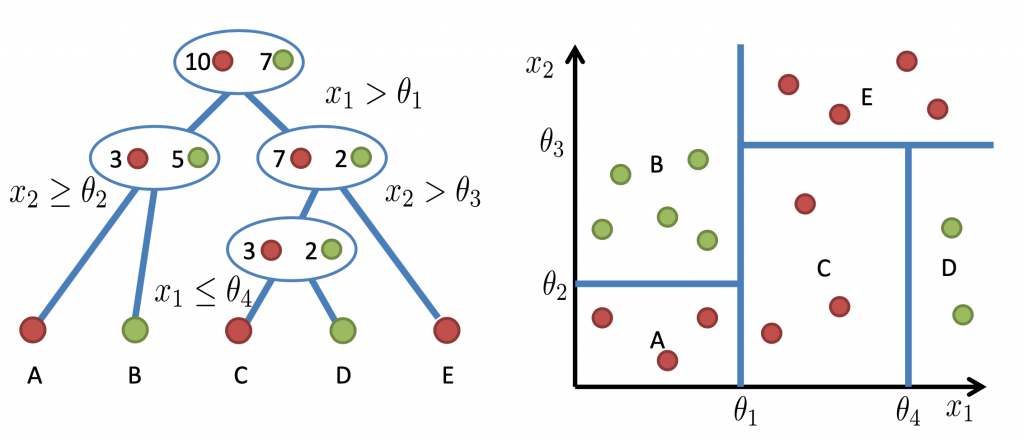 10 7
x₁ > θ₁
3 5
7 2
x₂ ≥ θ₂
x₂ > θ₃
3 2
x₁ ≤ θ₄
A B C D E
x₂
E
θ₃
B
C
D
θ₂
A
θ₁
θ₄
x₁